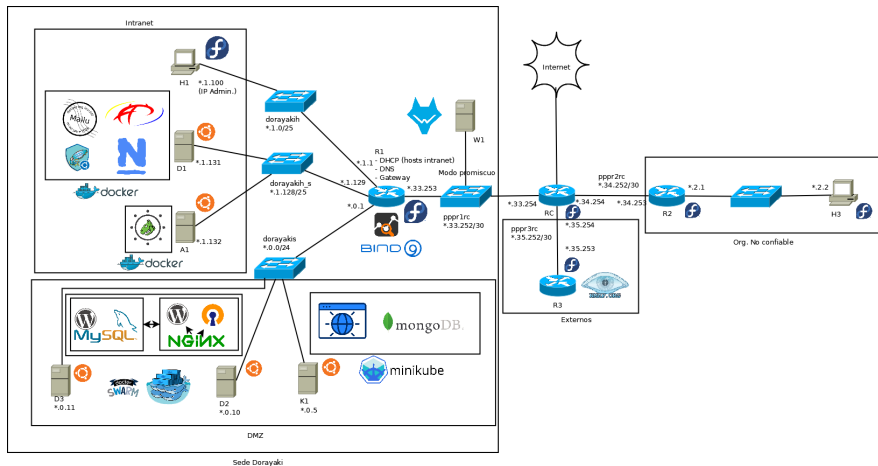 Intranet
H1
*.1.100
(IP Admin.)
Mailu
D1
*.1.131
docker
A1
*.1.132
docker
dorayakih
*.1.0/25
dorayakih_s
*.1.128/25
dorayakis
*.0.0/24
*.1.1
*.1.129
*.0.1
R1
- DHCP (hosts intranet)
- DNS
- Gateway
BIND 9
*.33.253
W1
Modo promiscuo
pppr1rc
*.33.252/30
*.33.254
Internet
RC
*.34.254
*.35.254
pppr2rc
*.34.252/30
*.34.253
R2
*.2.1
*.2.2
H3
Org. No confiable
pppr3rc
*.35.252/30
*.35.253
R3
Externos
MySQL
NGiNX
mongoDB.
minikube
D3
*.0.11
docker
SWARM
D2
*.0.10
K1
*.0.5
DMZ
Sede Dorayaki